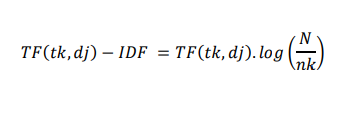 TF(tk,dj) − IDF = TF(tk,dj).log(N/nk)